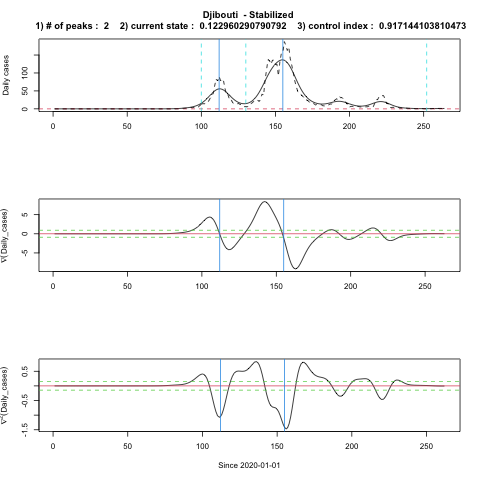 Djibouti  - Stabilized
1) # of peaks :  2    2) current state :  0.122960290790792    3) control index :  0.917144103810473
Daily cases
100
50
0
0 50 100 150 200 250
∇(Daily_cases)
5
0
-5
0 50 100 150 200 250
∇²(Daily_cases)
0.5
-0.5
-1.5
0 50 100 150 200 250
Since 2020-01-01